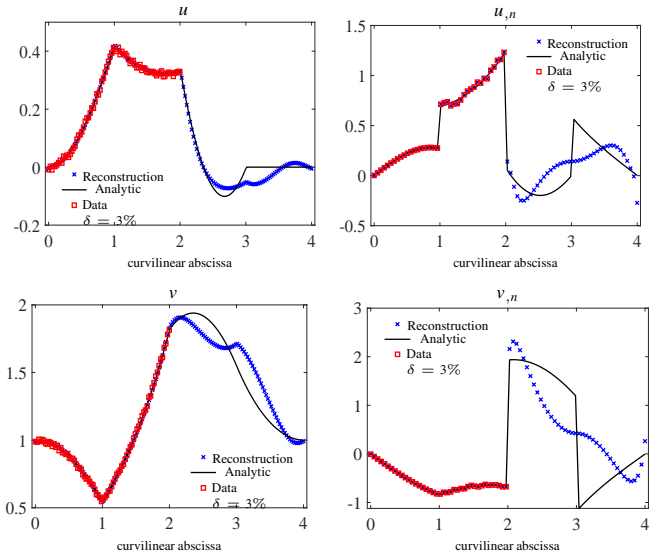 u
0.4
0.2
0
-0.2
Reconstruction
Analytic
Data
δ = 3%
0 1 2 3 4
curvilinear abscissa
u,n
1.5
1
0.5
0
-0.5
Reconstruction
Analytic
Data
δ = 3%
0 1 2 3 4
curvilinear abscissa
v
2
1.5
1
0.5
Reconstruction
Analytic
Data
δ = 3%
0 1 2 3 4
curvilinear abscissa
v,n
3
2
1
0
-1
Reconstruction
Analytic
Data
δ = 3%
0 1 2 3 4
curvilinear abscissa